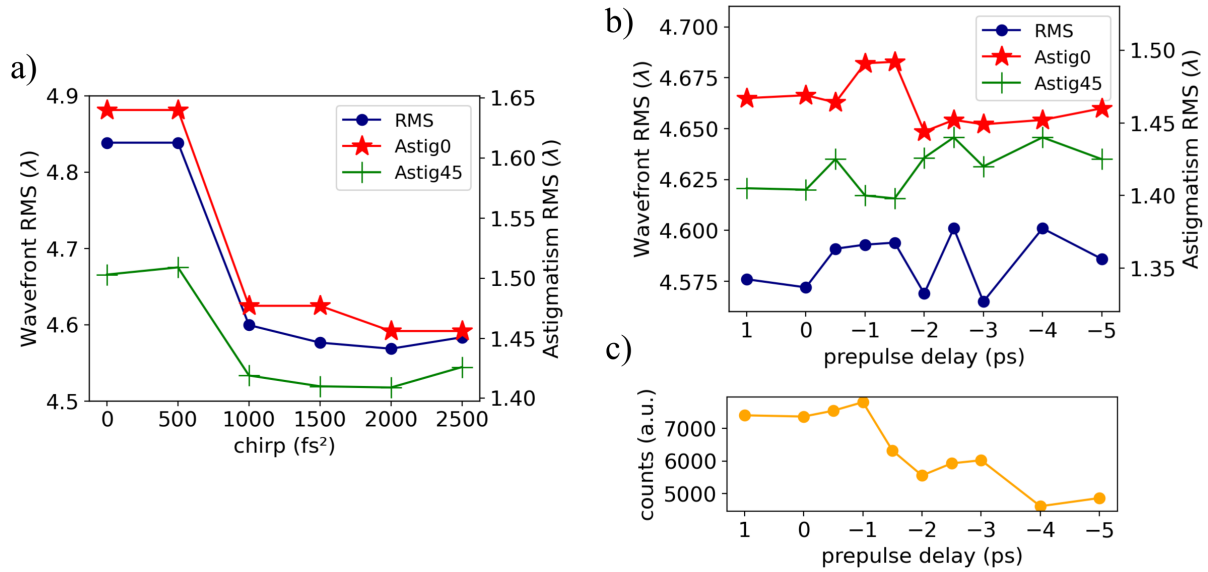 a)
4.9
4.8
4.7
4.6
4.5
Wavefront RMS (λ)
RMS
Astig0
Astig45
1.65
1.60
1.55
1.50
1.45
1.40
Astigmatism RMS (λ)
0 500 1000 1500 2000 2500
chirp (fs²)
b)
4.700
4.675
4.650
4.625
4.600
4.575
Wavefront RMS (λ)
RMS
Astig0
Astig45
1.50
1.45
1.40
1.35
Astigmatism RMS (λ)
1 0 −1 −2 −3 −4 −5
prepulse delay (ps)
c)
7000
6000
5000
counts (a.u.)
1 0 −1 −2 −3 −4 −5
prepulse delay (ps)